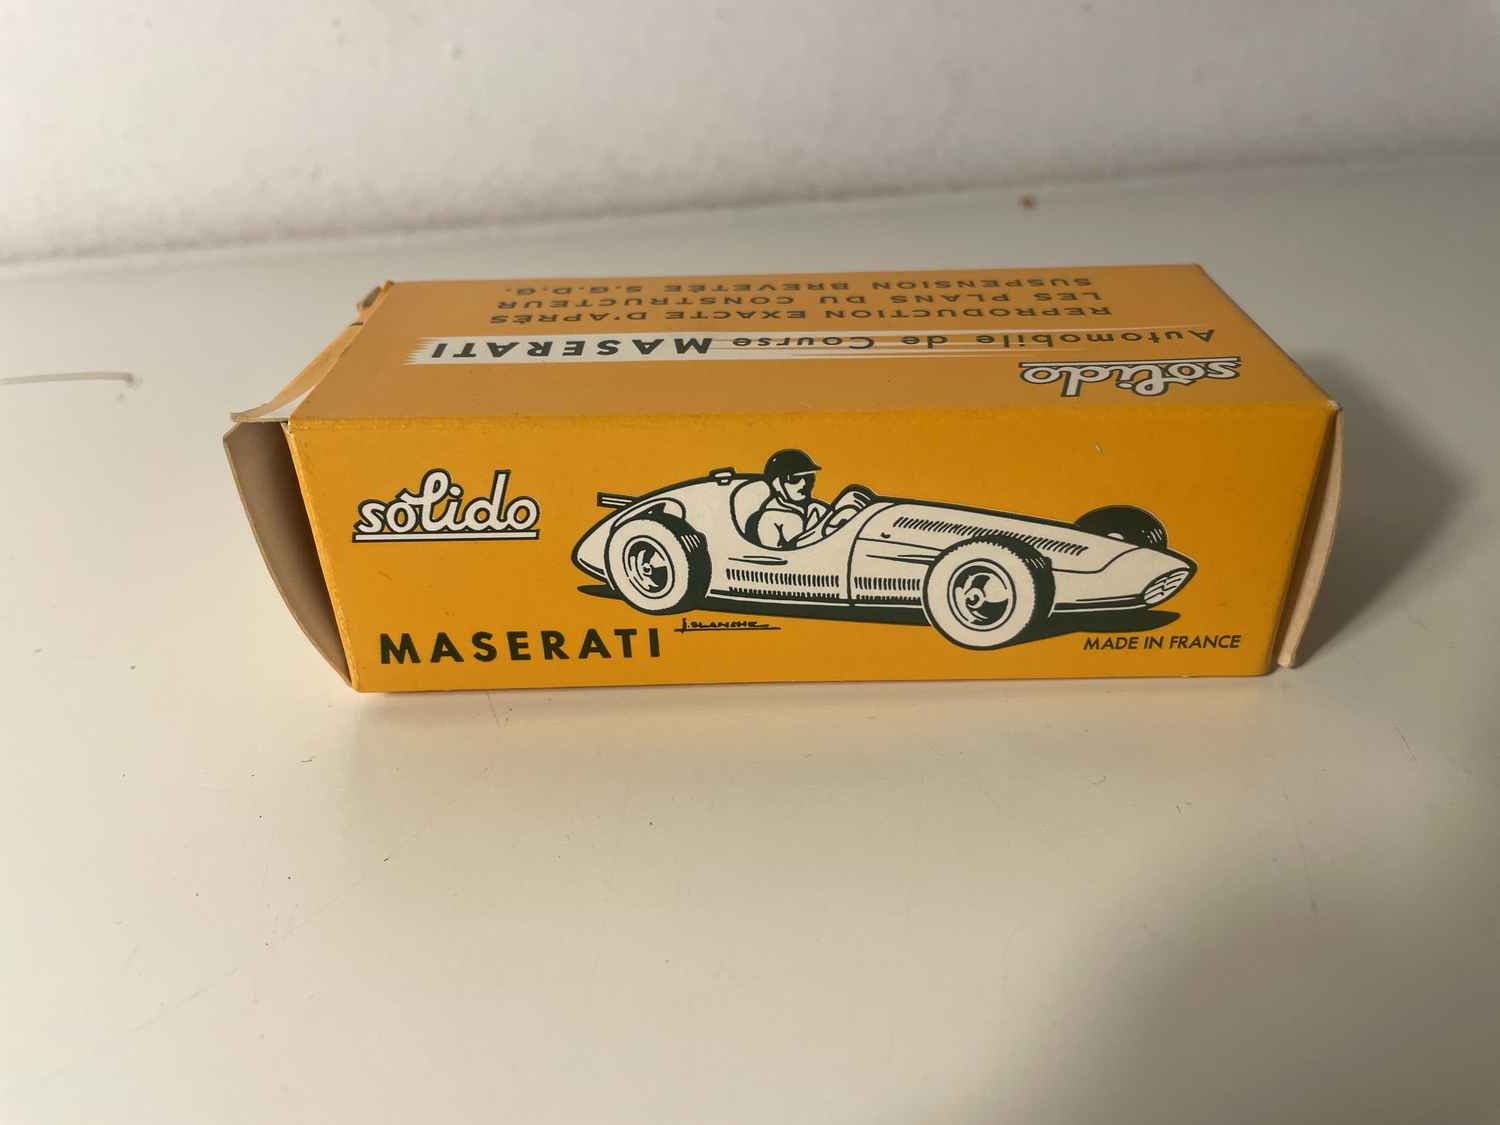 solido
Automobile de Course MASERATI
REPRODUCTION EXACTE D'APRÈS
LES PLANS DU CONSTRUCTEUR
SUSPENSION BREVETÉE S.G.D.G.
solido
J. BLANCHE
MASERATI
MADE IN FRANCE